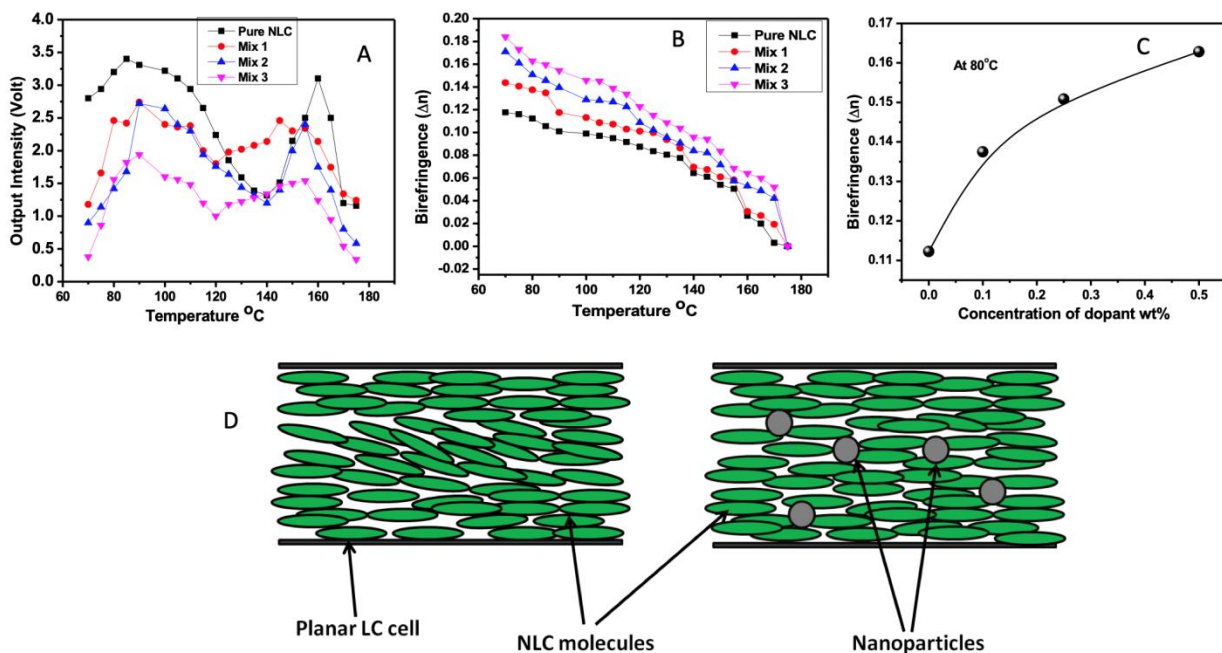 A
Pure NLC
Mix 1
Mix 2
Mix 3
4.0
3.5
3.0
2.5
2.0
1.5
1.0
0.5
0.0
Output Intensity (Volt)
60 80 100 120 140 160 180
Temperature °C
B
Pure NLC
Mix 1
Mix 2
Mix 3
0.20
0.18
0.16
0.14
0.12
0.10
0.08
0.06
0.04
0.02
0.00
-0.02
Birefringence (Δn)
60 80 100 120 140 160 180
Temperature °C
C
At 80°C
0.17
0.16
0.15
0.14
0.13
0.12
0.11
Birefringence (Δn)
0.0 0.1 0.2 0.3 0.4 0.5
Concentration of dopant wt%
D
Planar LC cell
NLC molecules
Nanoparticles